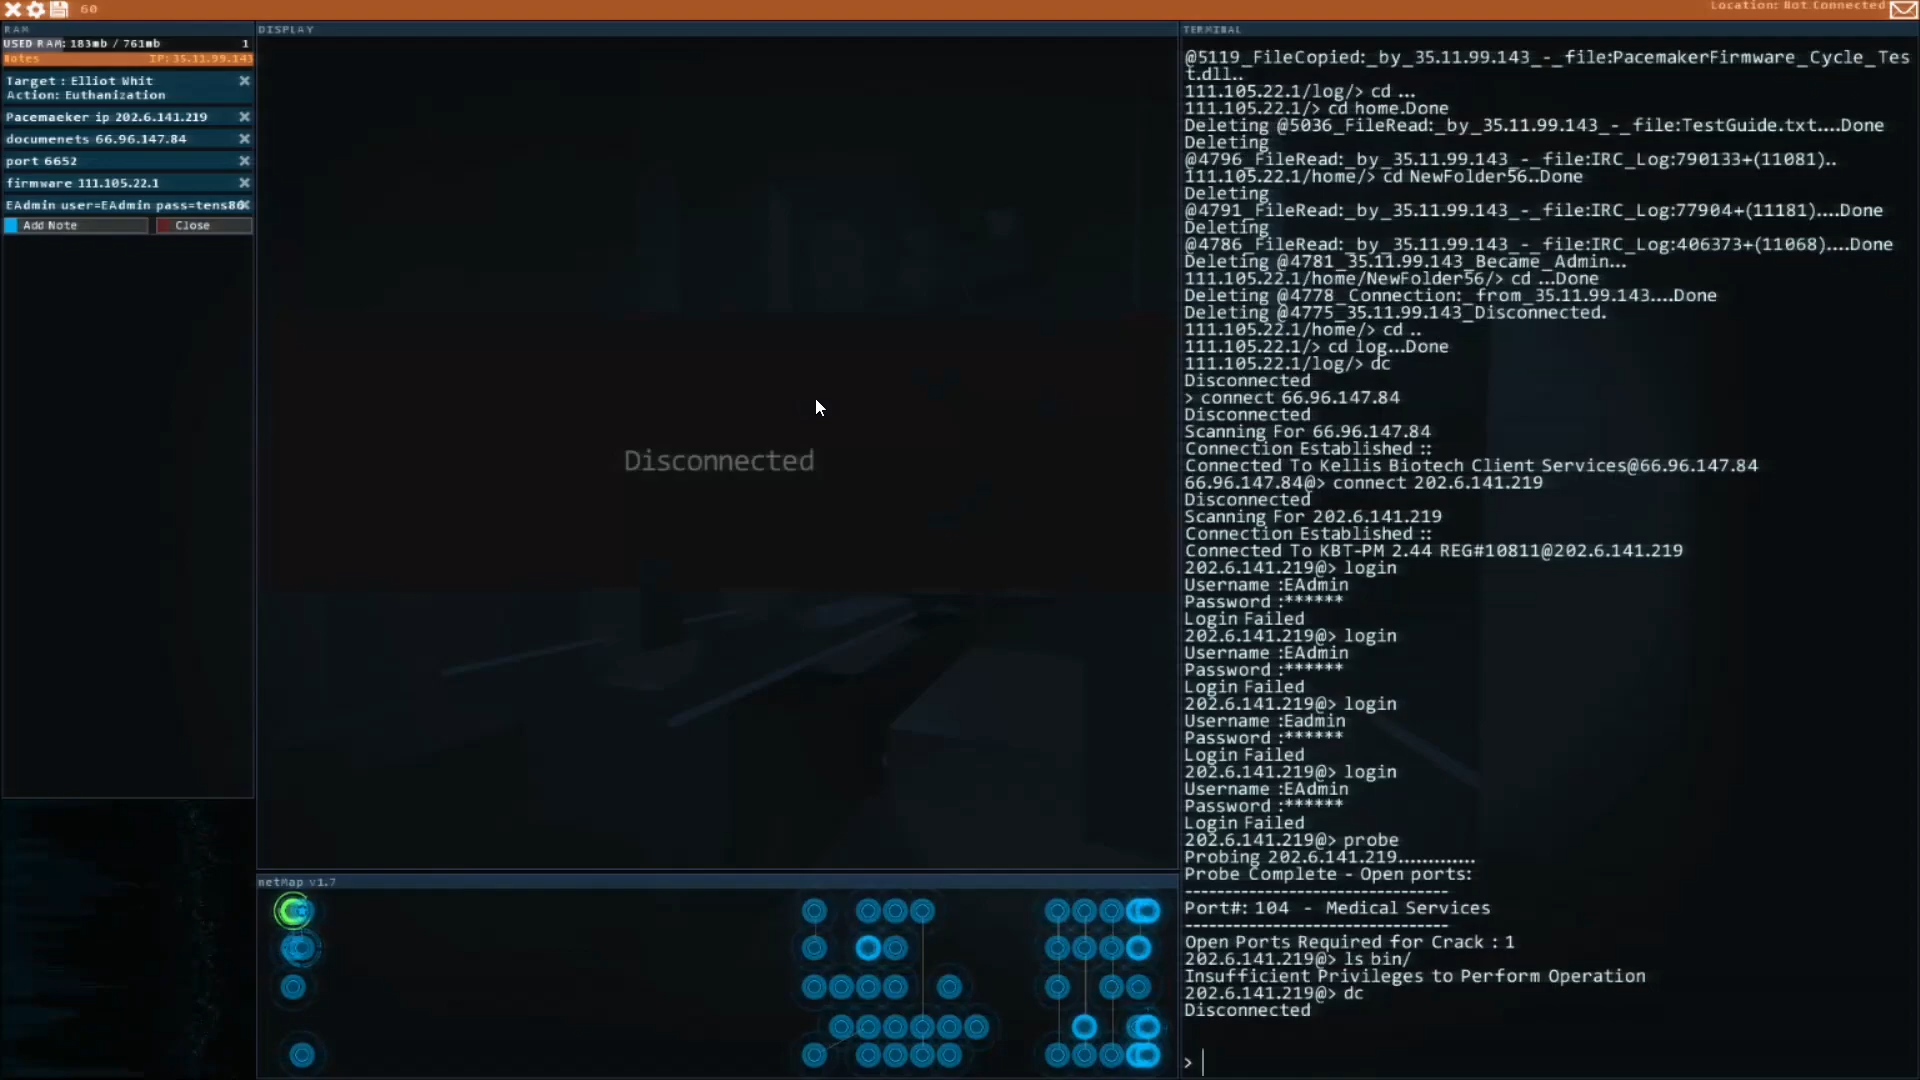 60
Location: Not Connected
RAM
USED RAM: 183mb / 761mb 1
Notes IP: 35.11.99.143
Target : Elliot Whit
Action: Euthanization
Pacemaeker ip 202.6.141.219
documenets 66.96.147.84
port 6652
firmware 111.105.22.1
EAdmin user=EAdmin pass=tens86
Add Note
Close
DISPLAY
Disconnected
netMap v1.7
TERMINAL
@5119_FileCopied:_by_35.11.99.143_-_file:PacemakerFirmware_Cycle_Tes
t.dll..
111.105.22.1/log/> cd ...
111.105.22.1/> cd home.Done
Deleting @5036_FileRead:_by_35.11.99.143_-_file:TestGuide.txt....Done
Deleting
@4796_FileRead:_by_35.11.99.143_-_file:IRC_Log:790133+(11081)..
111.105.22.1/home/> cd NewFolder56..Done
Deleting
@4791_FileRead:_by_35.11.99.143_-_file:IRC_Log:77904+(11181)....Done
Deleting
@4786_FileRead:_by_35.11.99.143_-_file:IRC_Log:406373+(11068)....Done
Deleting @4781_35.11.99.143_Became_Admin...
111.105.22.1/home/NewFolder56/> cd ...Done
Deleting @4778_Connection:_from_35.11.99.143....Done
Deleting @4775_35.11.99.143_Disconnected.
111.105.22.1/home/> cd ..
111.105.22.1/> cd log...Done
111.105.22.1/log/> dc
Disconnected
> connect 66.96.147.84
Disconnected
Scanning For 66.96.147.84
Connection Established ::
Connected To Kellis Biotech Client Services@66.96.147.84
66.96.147.84@> connect 202.6.141.219
Disconnected
Scanning For 202.6.141.219
Connection Established ::
Connected To KBT-PM 2.44 REG#10811@202.6.141.219
202.6.141.219@> login
Username :EAdmin
Password :******
Login Failed
202.6.141.219@> login
Username :EAdmin
Password :******
Login Failed
202.6.141.219@> login
Username :Eadmin
Password :******
Login Failed
202.6.141.219@> login
Username :EAdmin
Password :******
Login Failed
202.6.141.219@> probe
Probing 202.6.141.219.............
Probe Complete - Open ports:
---------------------------------
Port#: 104 - Medical Services
---------------------------------
Open Ports Required for Crack : 1
202.6.141.219@> ls bin/
Insufficient Privileges to Perform Operation
202.6.141.219@> dc
Disconnected
>